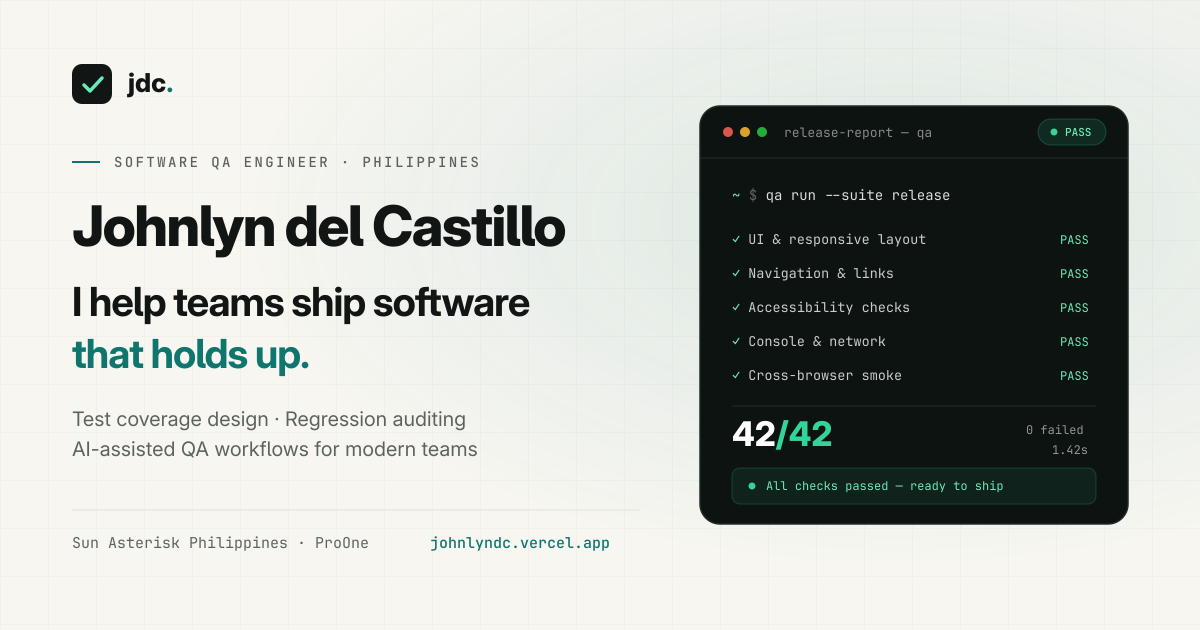 jdc.
SOFTWARE QA ENGINEER · PHILIPPINES
Johnlyn del Castillo
I help teams ship software
that holds up.
Test coverage design · Regression auditing
AI-assisted QA workflows for modern teams
Sun Asterisk Philippines · ProOne johnlyndc.vercel.app
release-report — qa PASS
~ $ qa run --suite release
✓ UI & responsive layout PASS
✓ Navigation & links PASS
✓ Accessibility checks PASS
✓ Console & network PASS
✓ Cross-browser smoke PASS
42/42 0 failed
1.42s
All checks passed — ready to ship